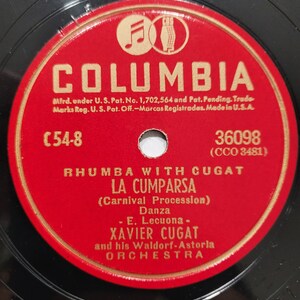 COLUMBIA
Mfrd. under U.S. Pat. No. 1,702,564 and Pat. Pending. Trade-
Marks Reg. U.S. Pat. Off.—Marcas Registradas. Made in U.S.A.
C 54-8
36098
(CCO 3481)
RHUMBA WITH CUGAT
LA CUMPARSA
(Carnival Procession)
Danza
- E. Lecuona -
XAVIER CUGAT
and his Waldorf-Astoria
ORCHESTRA